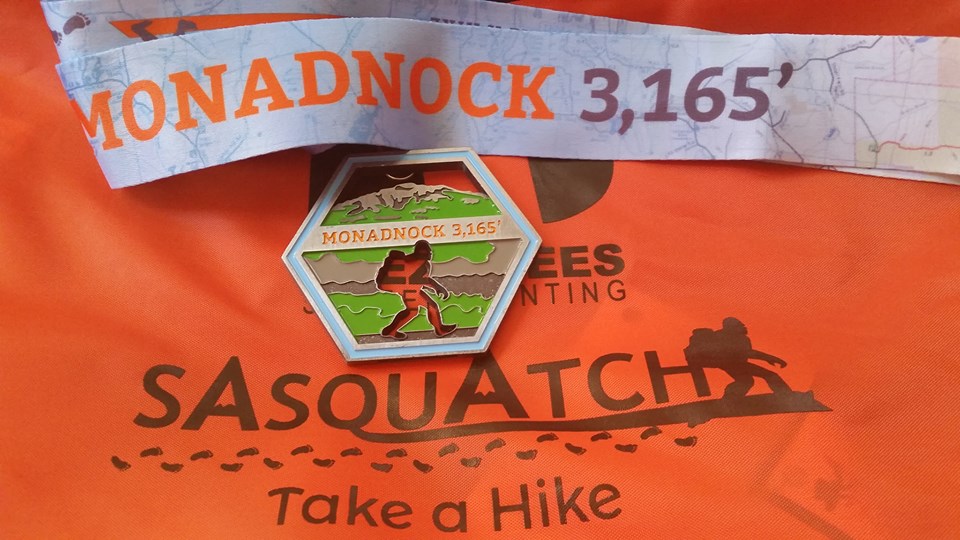 MONADNOCK 3,165’
MONADNOCK 3,165’
EES
NTING
SASQUATCH
Take a Hike